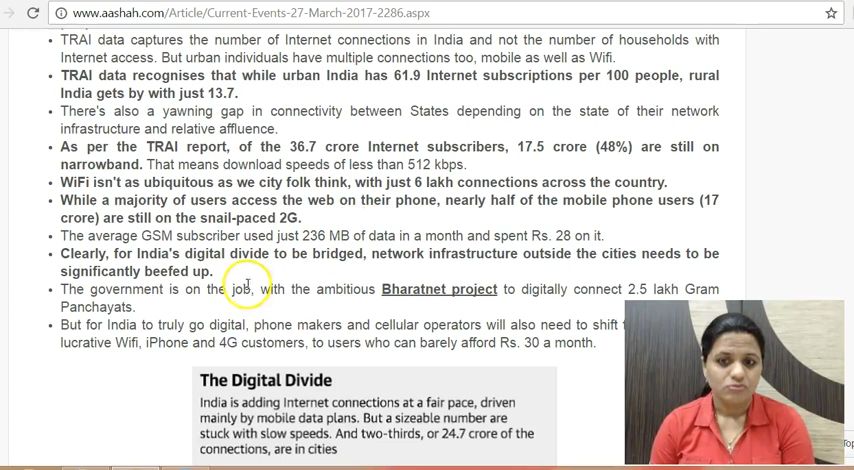 www.aashah.com/Article/Current-Events-27-March-2017-2286.aspx
• TRAI data captures the number of Internet connections in India and not the number of households with
Internet access. But urban individuals have multiple connections too, mobile as well as Wifi.
• TRAI data recognises that while urban India has 61.9 Internet subscriptions per 100 people, rural
India gets by with just 13.7.
• There's also a yawning gap in connectivity between States depending on the state of their network
infrastructure and relative affluence.
• As per the TRAI report, of the 36.7 crore Internet subscribers, 17.5 crore (48%) are still on
narrowband. That means download speeds of less than 512 kbps.
• WiFi isn't as ubiquitous as we city folk think, with just 6 lakh connections across the country.
• While a majority of users access the web on their phone, nearly half of the mobile phone users (17
crore) are still on the snail-paced 2G.
• The average GSM subscriber used just 236 MB of data in a month and spent Rs. 28 on it.
• Clearly, for India's digital divide to be bridged, network infrastructure outside the cities needs to be
significantly beefed up.
• The government is on the job, with the ambitious Bharatnet project to digitally connect 2.5 lakh Gram
Panchayats.
• But for India to truly go digital, phone makers and cellular operators will also need to shift
lucrative Wifi, iPhone and 4G customers, to users who can barely afford Rs. 30 a month.
The Digital Divide
India is adding Internet connections at a fair pace, driven
mainly by mobile data plans. But a sizeable number are
stuck with slow speeds. And two-thirds, or 24.7 crore of the
connections, are in cities
Top